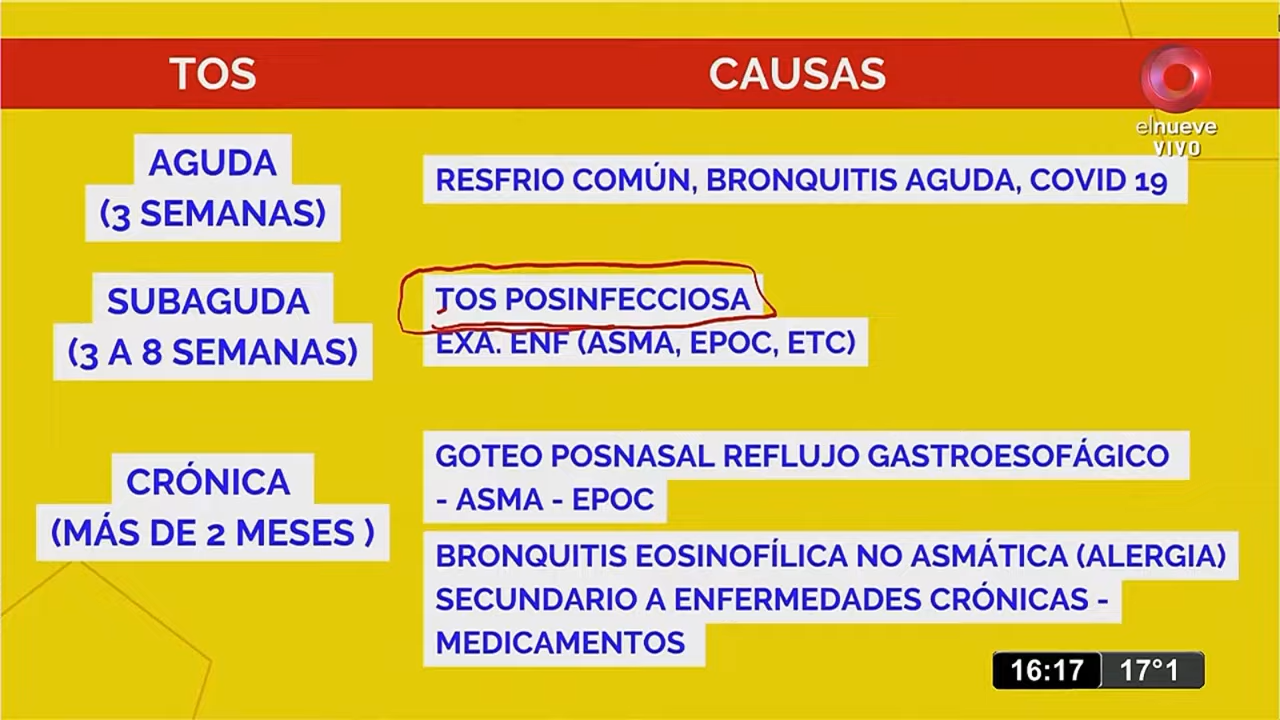 TOS
CAUSAS
elnueve
VIVO
AGUDA
(3 SEMANAS)
RESFRIO COMÚN, BRONQUITIS AGUDA, COVID 19
SUBAGUDA
(3 A 8 SEMANAS)
TOS POSINFECCIOSA
EXA. ENF (ASMA, EPOC, ETC)
CRÓNICA
(MÁS DE 2 MESES )
GOTEO POSNASAL REFLUJO GASTROESOFÁGICO
- ASMA - EPOC
BRONQUITIS EOSINOFÍLICA NO ASMÁTICA (ALERGIA)
SECUNDARIO A ENFERMEDADES CRÓNICAS -
MEDICAMENTOS
16:17 17°1